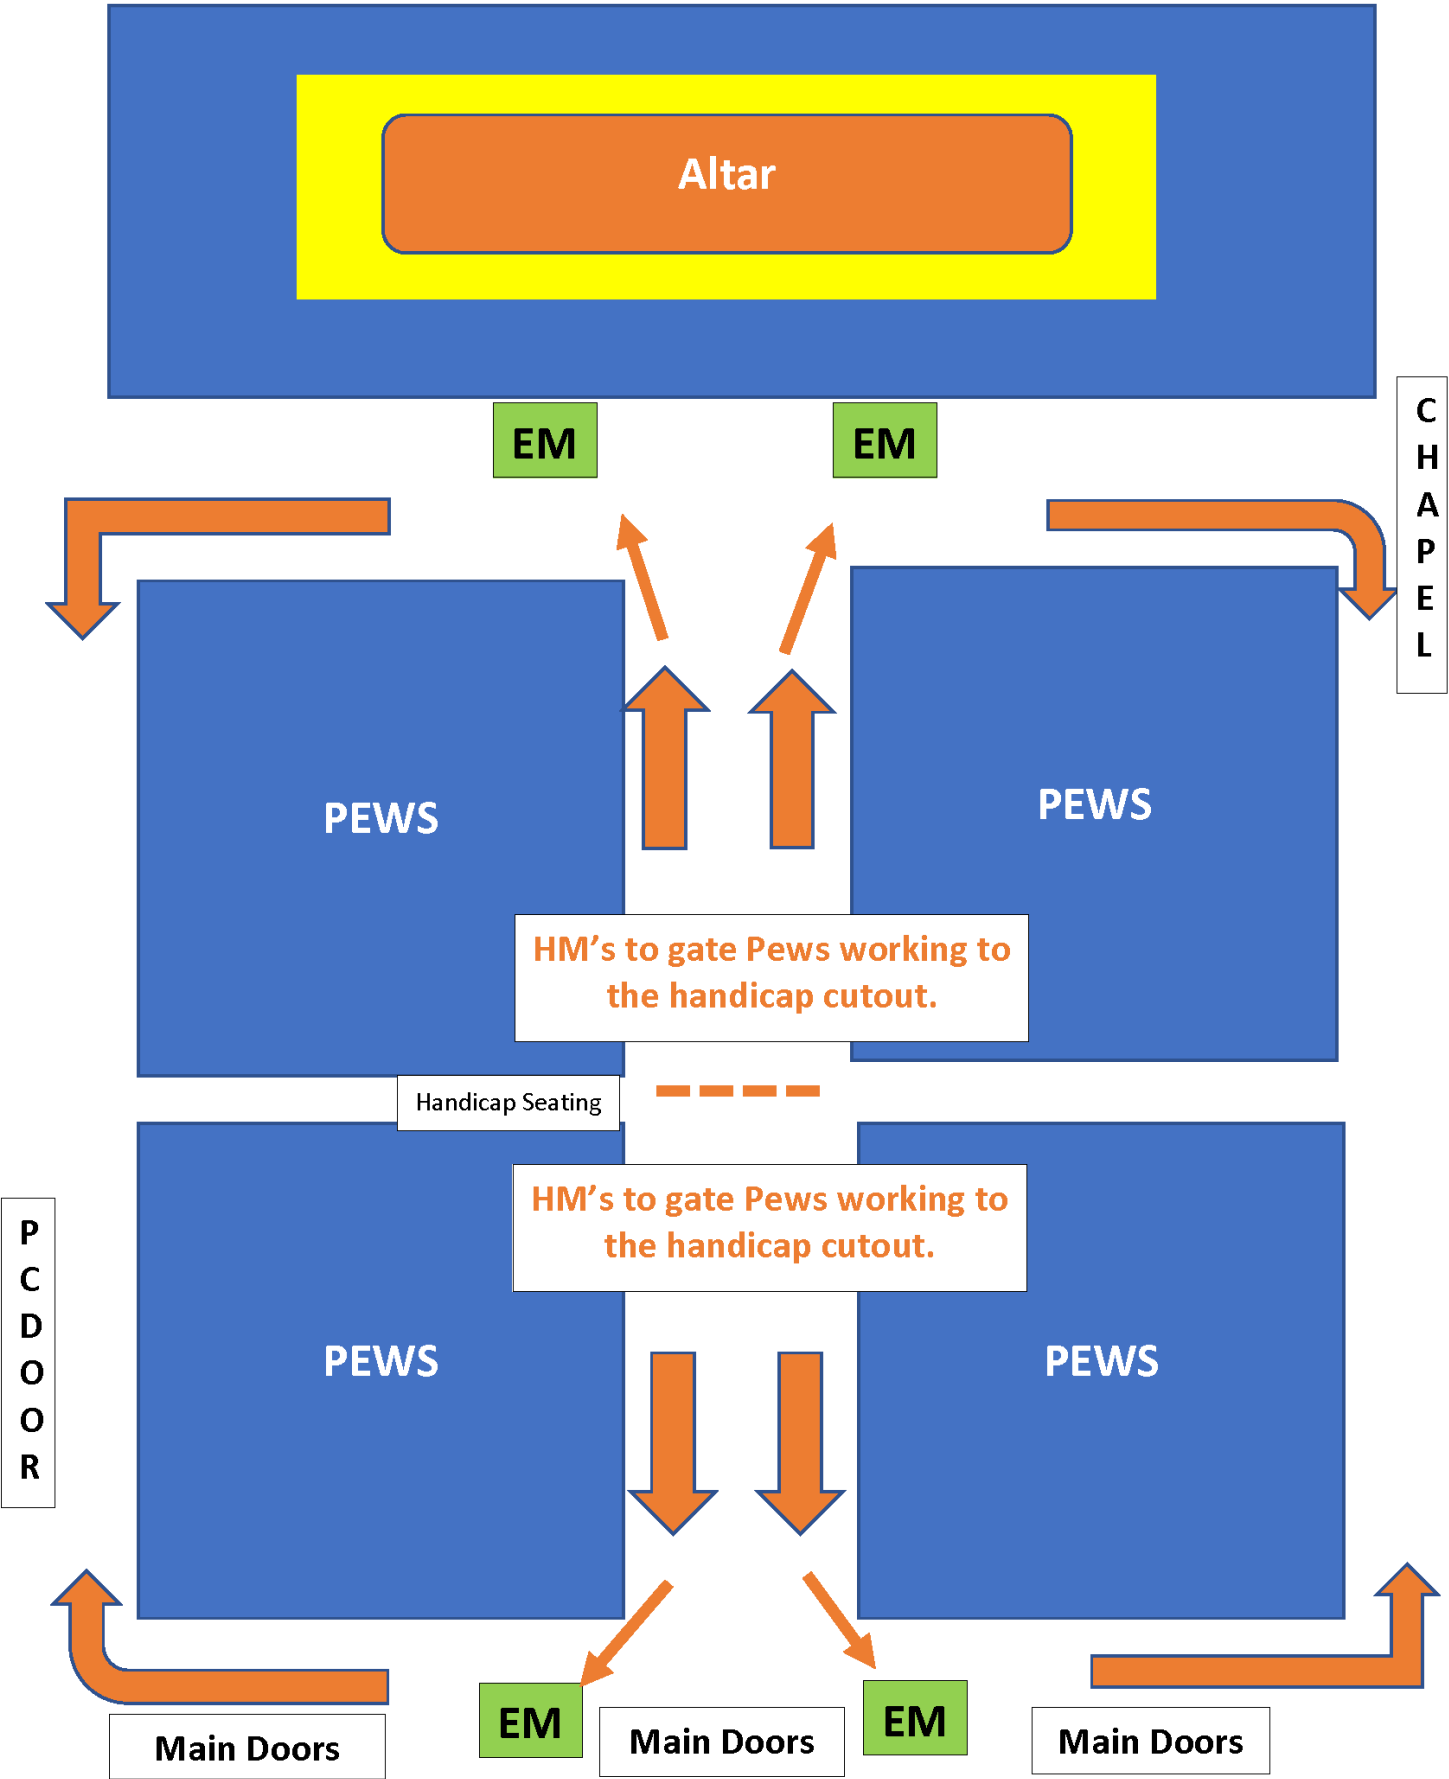 Altar
EM
EM
C
H
A
P
E
L
PEWS
PEWS
HM’s to gate Pews working to
the handicap cutout.
Handicap Seating
HM’s to gate Pews working to
the handicap cutout.
P
C
D
O
O
R
PEWS
PEWS
EM
EM
Main Doors
Main Doors
Main Doors